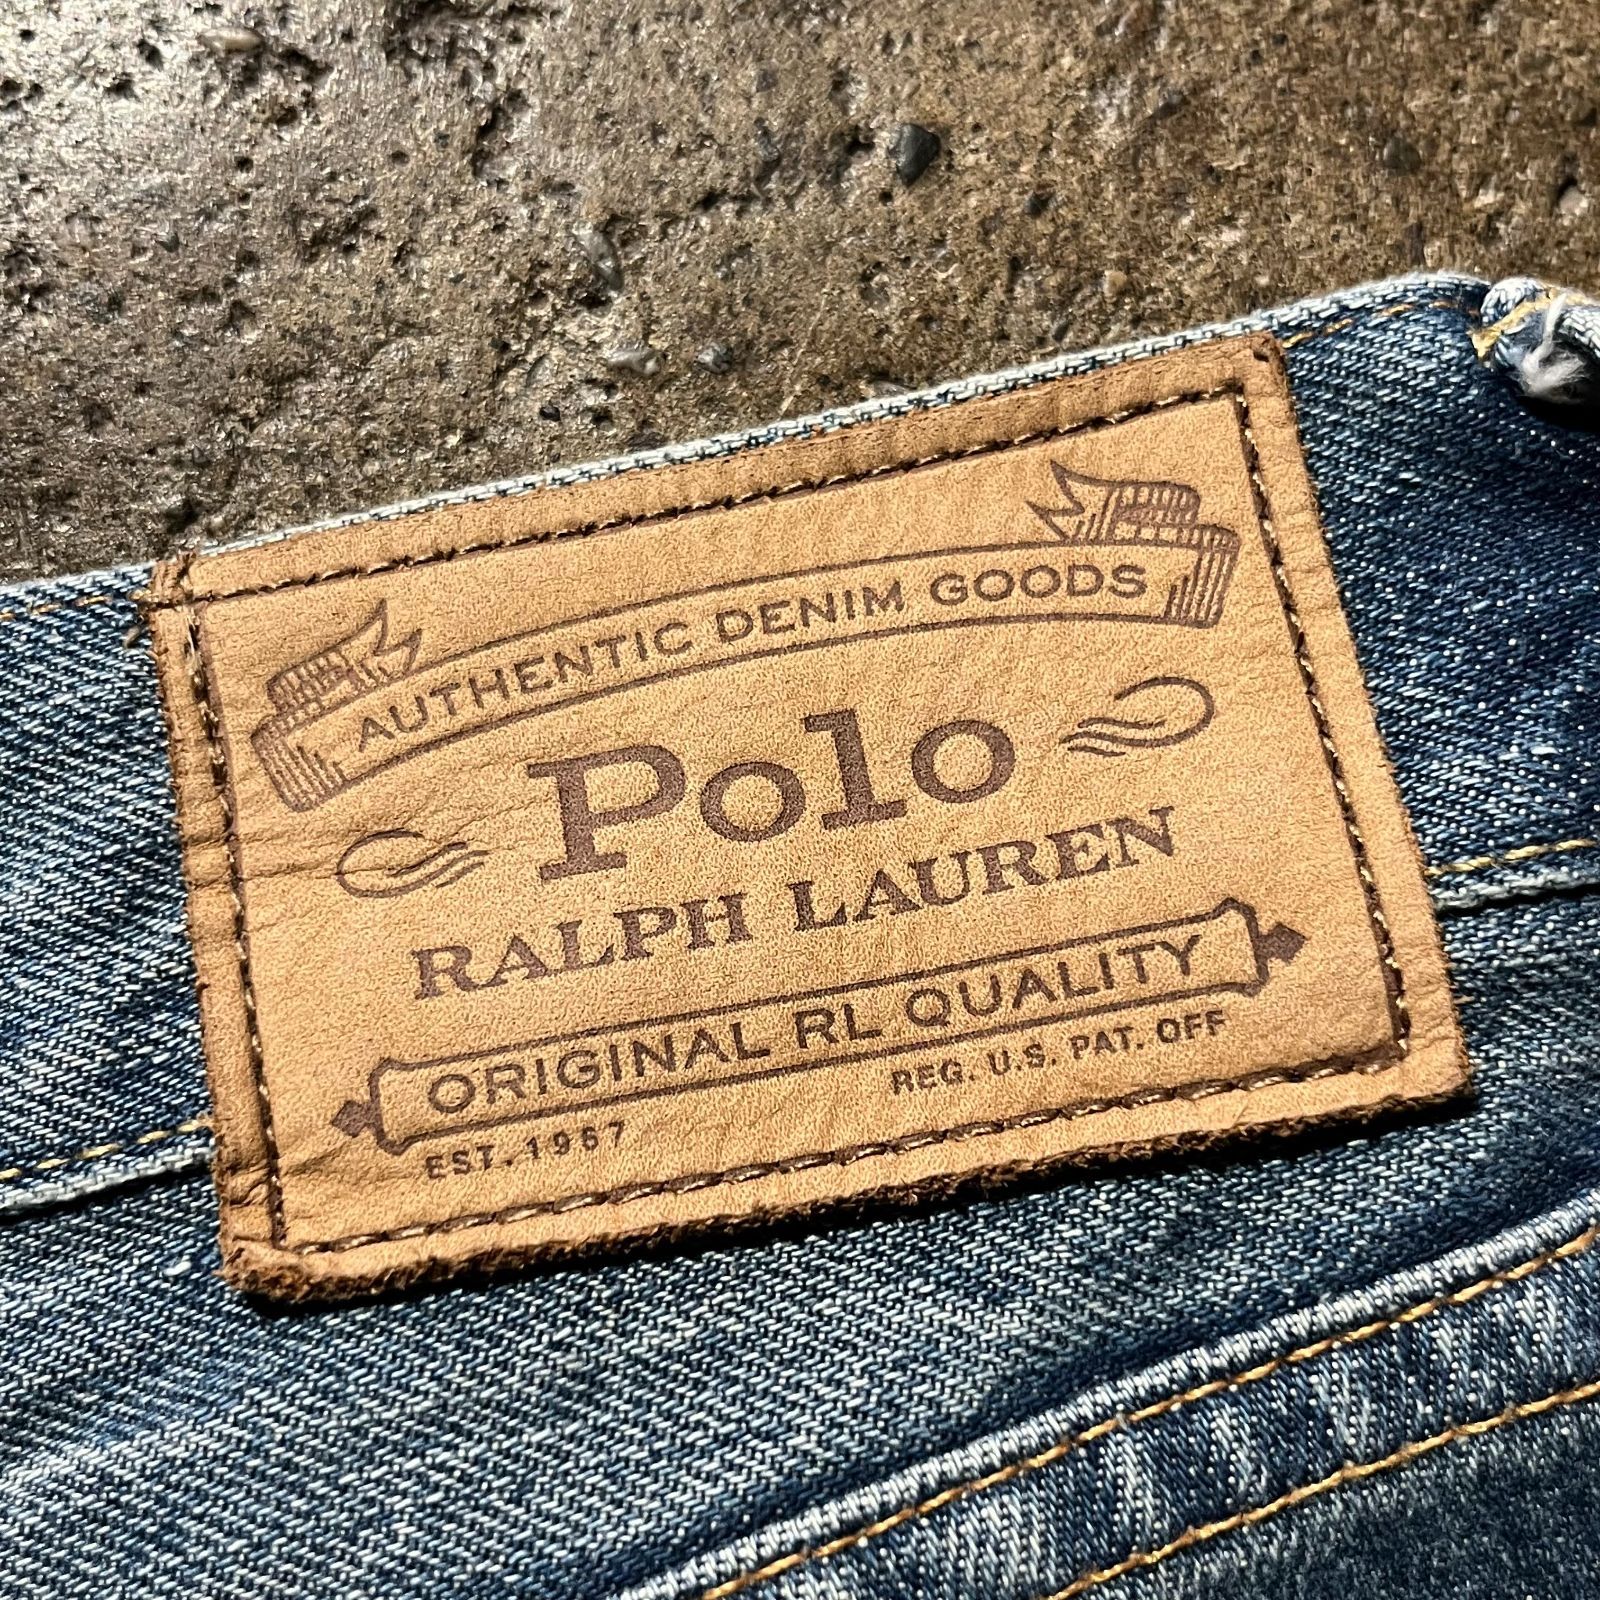 AUTHENTIC DENIM GOODS
Polo
RALPH LAUREN
ORIGINAL RL QUALITY
REG. U.S. PAT. OFF
EST. 1967